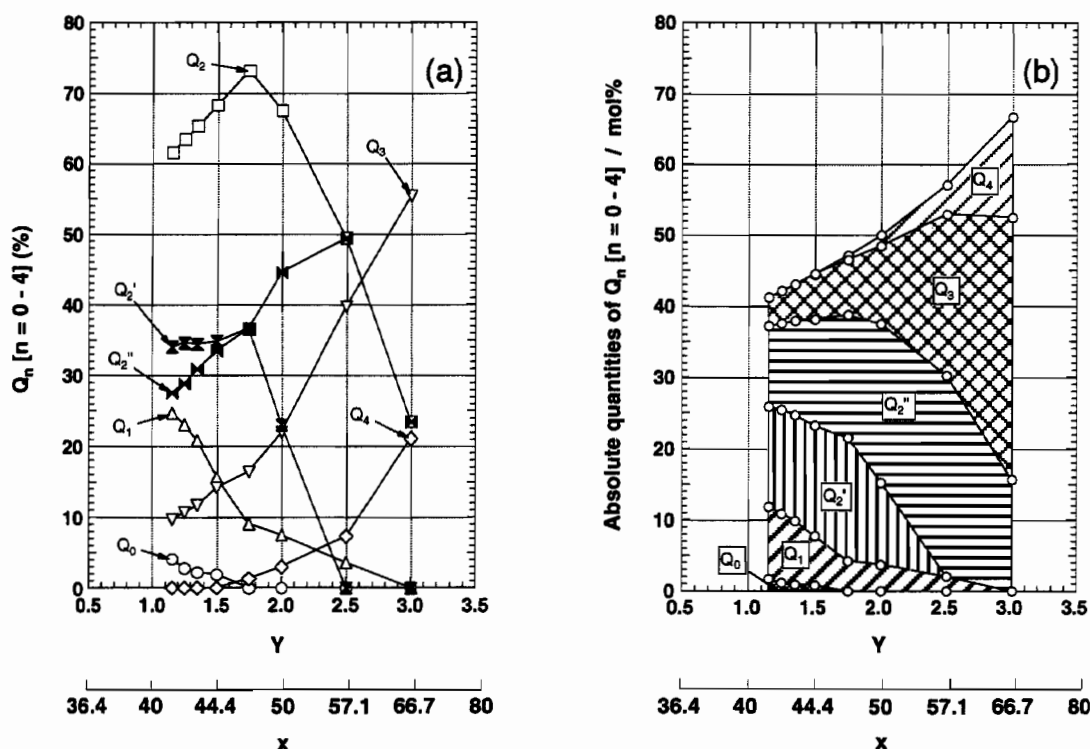 (a)
Qn [n = 0 - 4] (%)
80
70
60
50
40
30
20
10
0
Q2
Q3
Q2'
Q2''
Q1
Q4
Q0
0.5 1.0 1.5 2.0 2.5 3.0 3.5
Y
36.4 40 44.4 50 57.1 66.7 80
x
(b)
Absolute quantities of Qn [n = 0 - 4] / mol%
80
70
60
50
40
30
20
10
0
Q4
Q3
Q2''
Q2'
Q1
Q0
0.5 1.0 1.5 2.0 2.5 3.0 3.5
Y
36.4 40 44.4 50 57.1 66.7 80
x